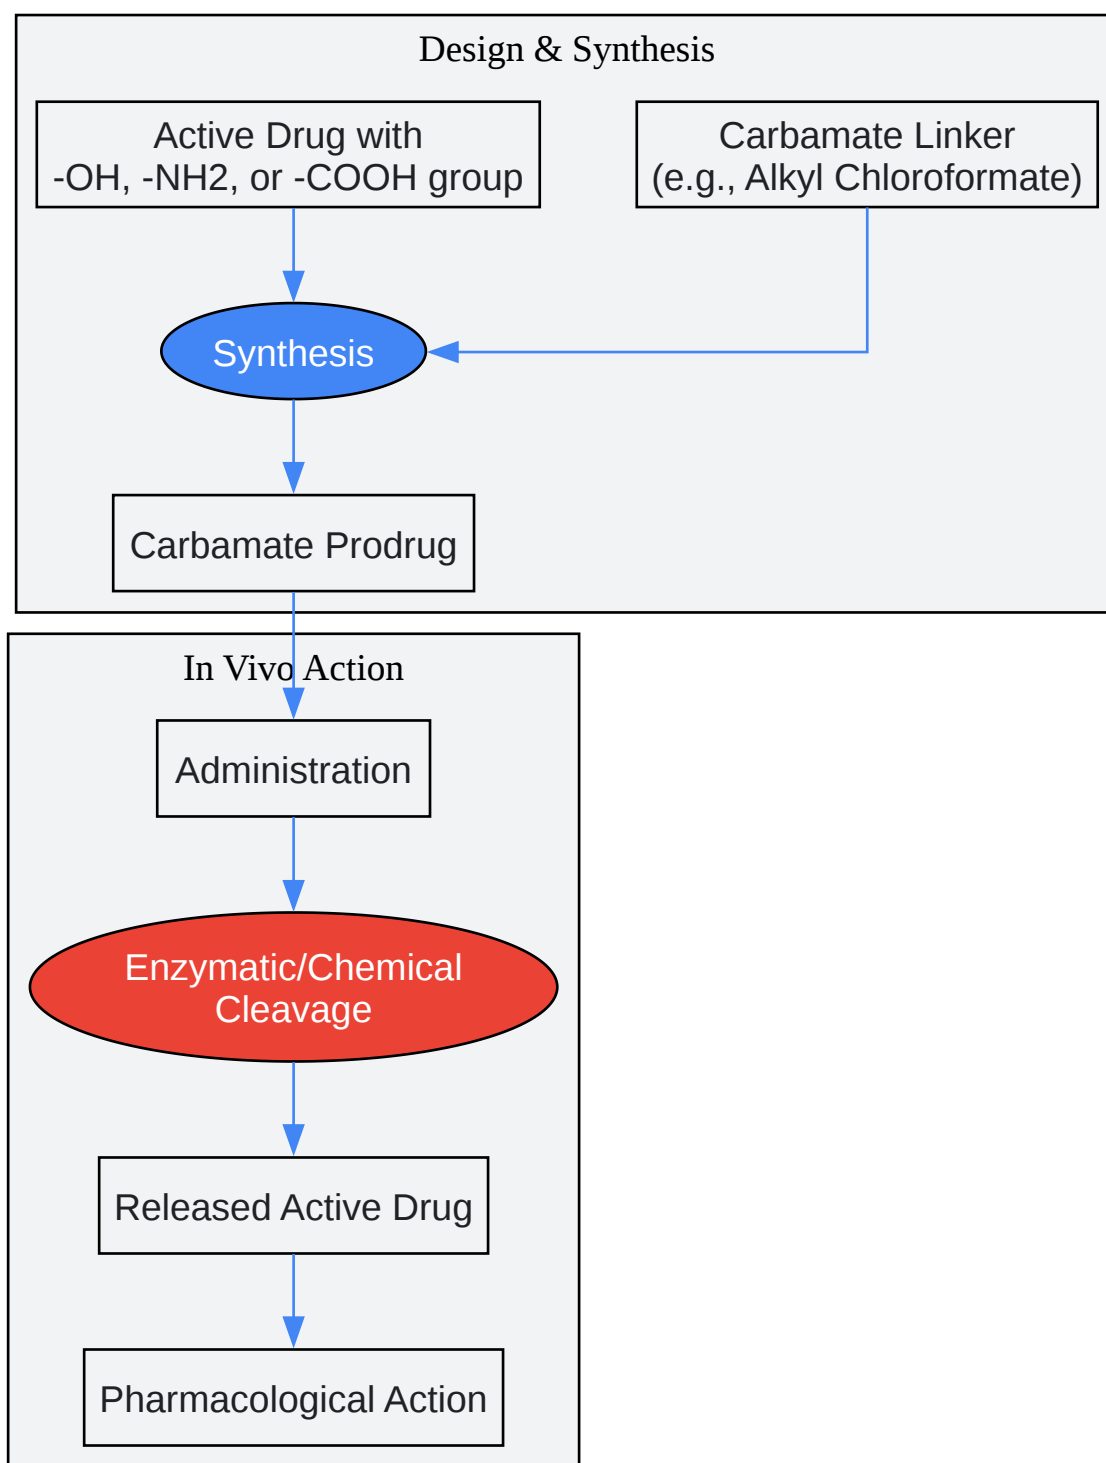 Design & Synthesis
Active Drug with
-OH, -NH2, or -COOH group
Carbamate Linker
(e.g., Alkyl Chloroformate)
Synthesis
Carbamate Prodrug
In Vivo Action
Administration
Enzymatic/Chemical
Cleavage
Released Active Drug
Pharmacological Action